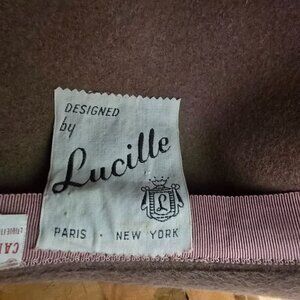 DESIGNED
by
Lucille
L
PARIS · NEW YORK